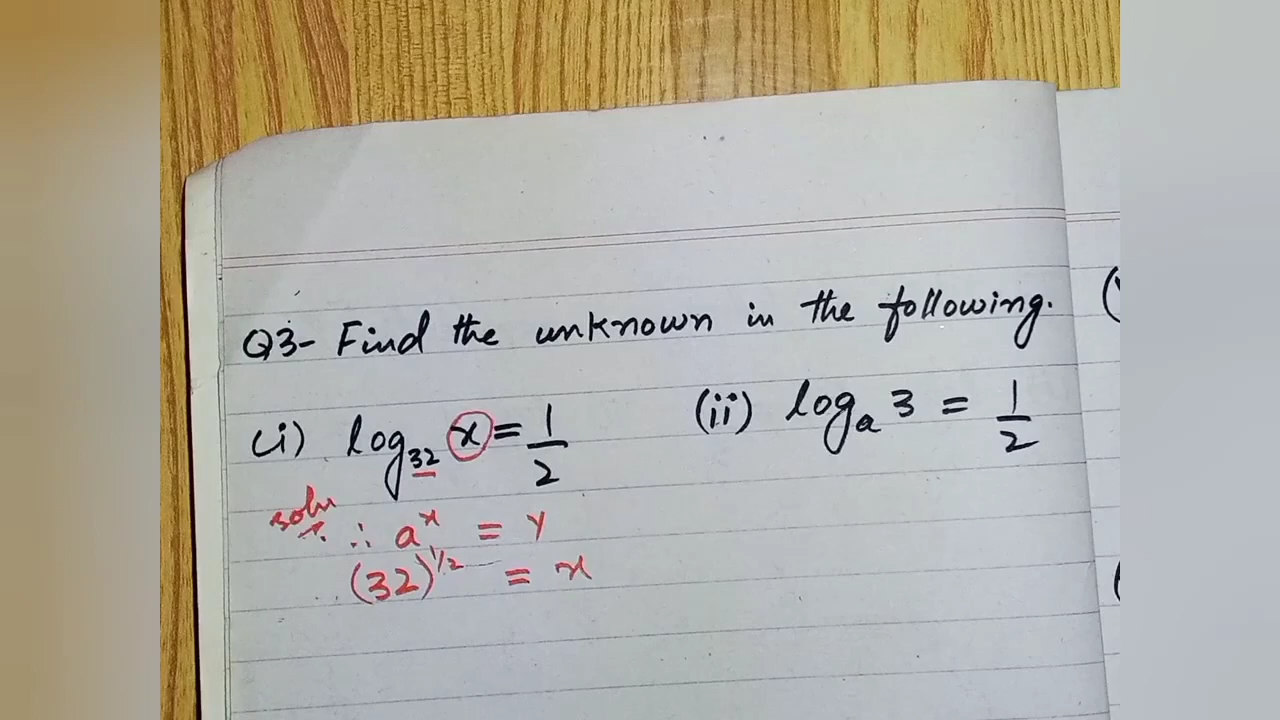 Q3- Find the unknown in the following. (
(i) log₃₂ x = 1/2 (ii) logₐ 3 = 1/2
soln
∴ aˣ = y
(32)^1/2 = x